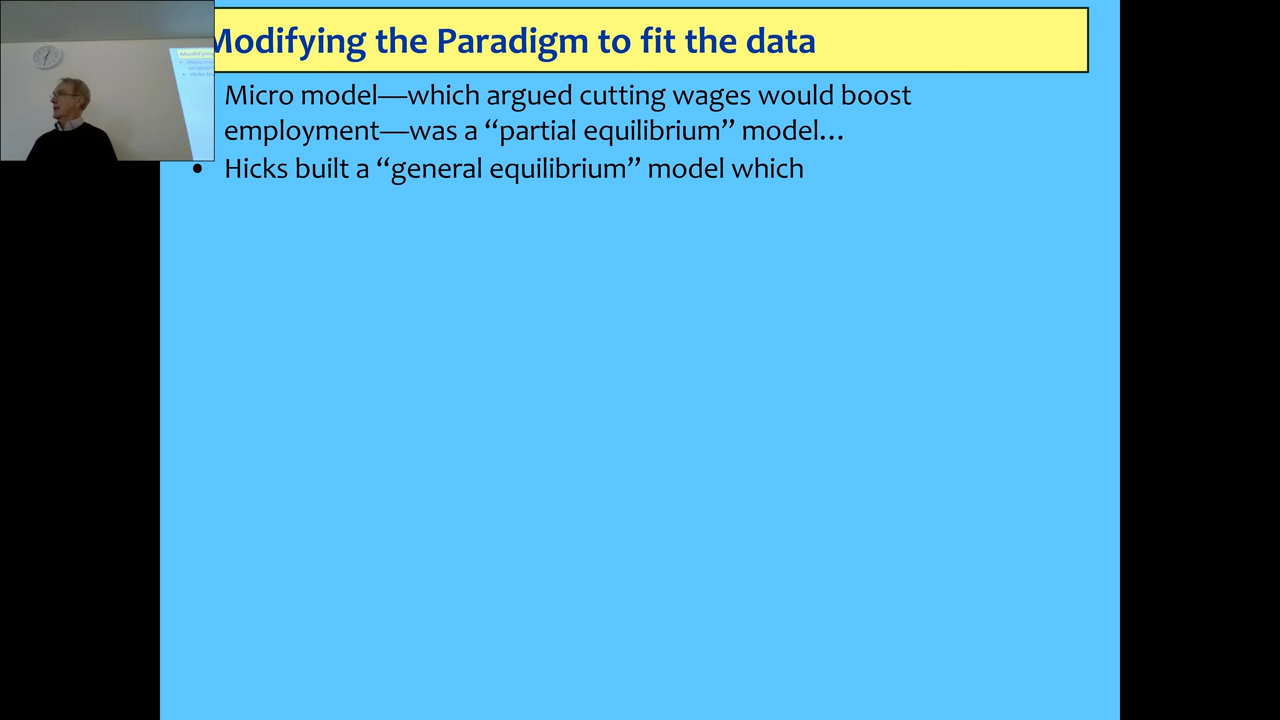 Modifying the Paradigm to fit the data
Micro model—which argued cutting wages would boost
employment—was a “partial equilibrium” model…
• Hicks built a “general equilibrium” model which